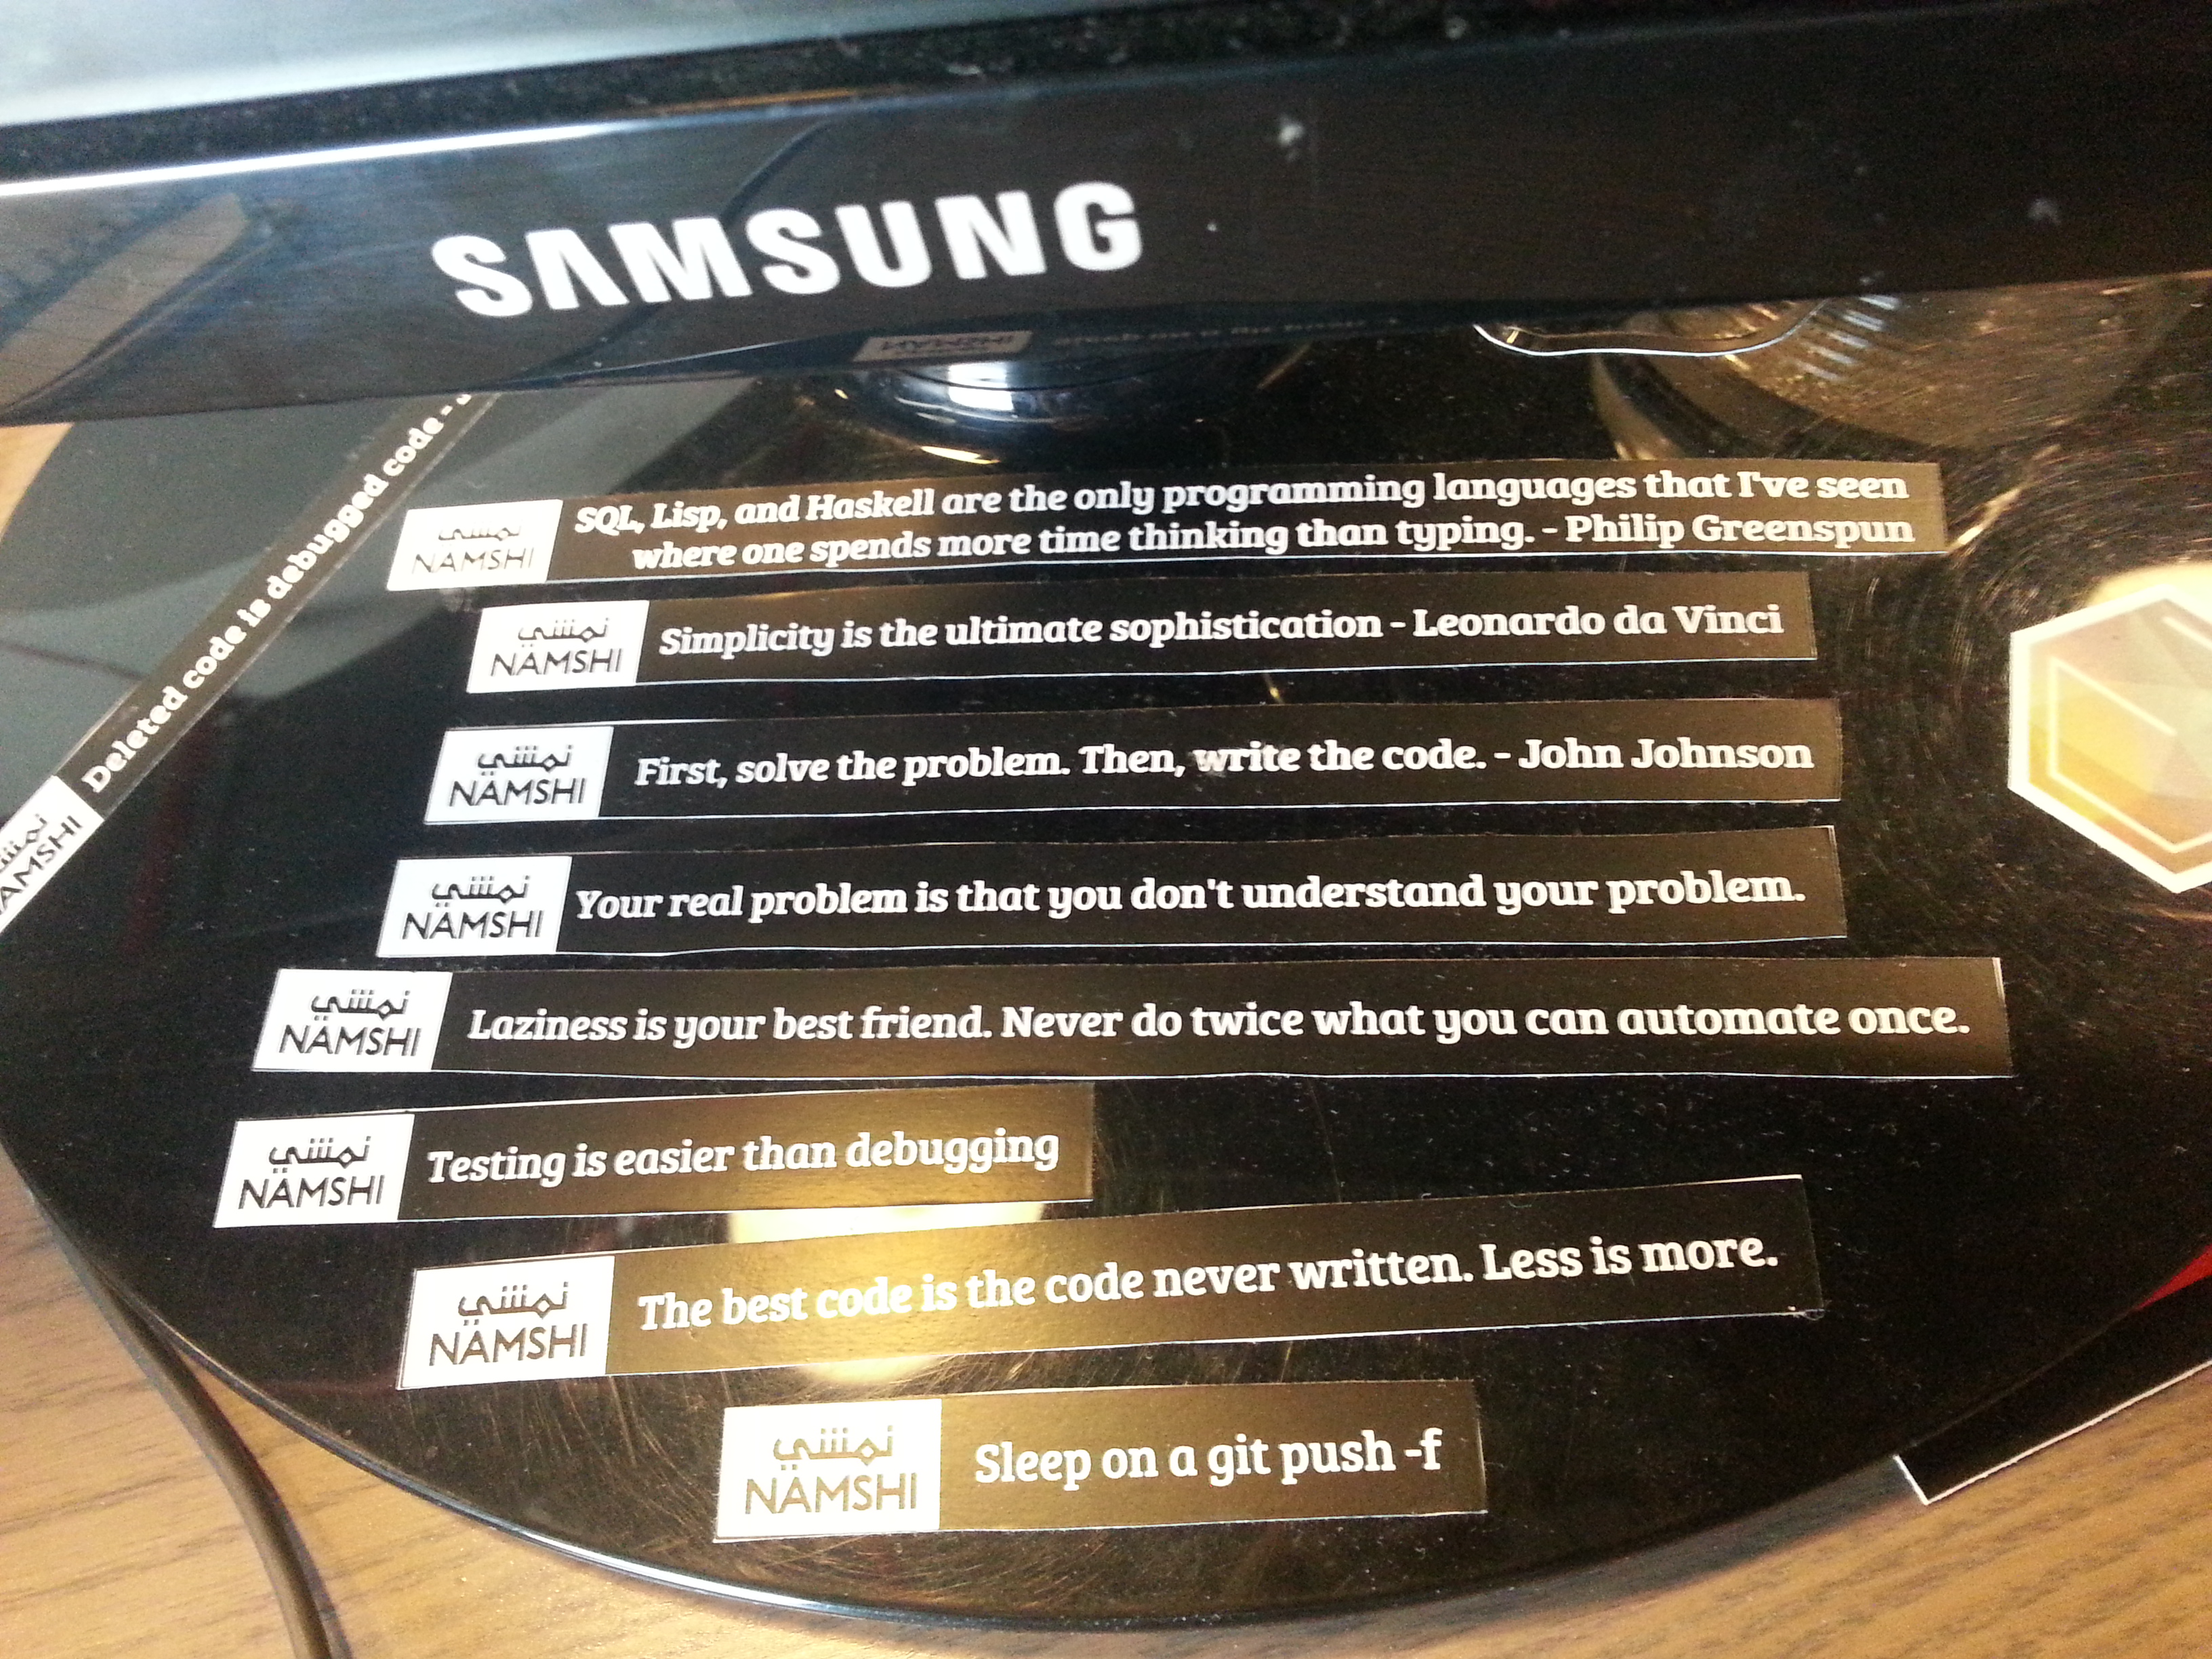 SAMSUNG
Deleted code is debugged code -
نمشي
NAMSHI
SQL, Lisp, and Haskell are the only programming languages that I've seen
where one spends more time thinking than typing. - Philip Greenspun
نمشي
NAMSHI
Simplicity is the ultimate sophistication - Leonardo da Vinci
نمشي
NAMSHI
First, solve the problem. Then, write the code. - John Johnson
نمشي
NAMSHI
Your real problem is that you don't understand your problem.
نمشي
NAMSHI
Laziness is your best friend. Never do twice what you can automate once.
نمشي
NAMSHI
Testing is easier than debugging
نمشي
NAMSHI
The best code is the code never written. Less is more.
نمشي
NAMSHI
Sleep on a git push -f